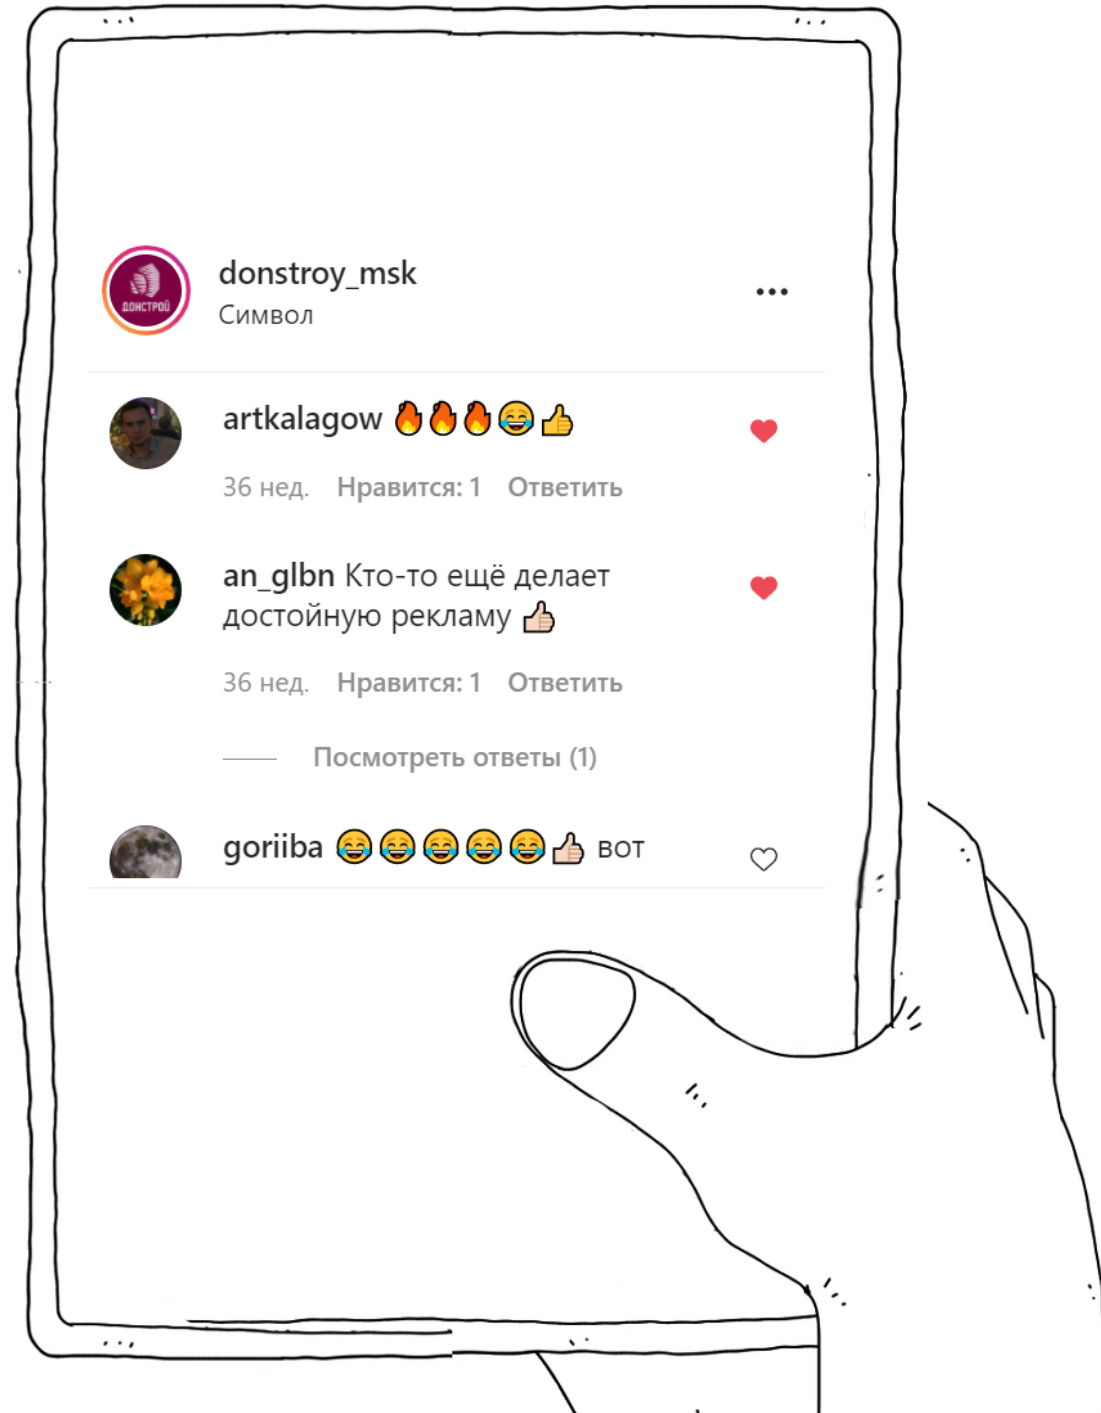 ДОНСТРОЙ
donstroy_msk
Символ
artkalagow 🔥🔥🔥😂👍
36 нед. Нравится: 1 Ответить
an_glbn Кто-то ещё делает
достойную рекламу 👍🏻
36 нед. Нравится: 1 Ответить
Посмотреть ответы (1)
goriiba 😂😂😂😂😂👍🏻 вот